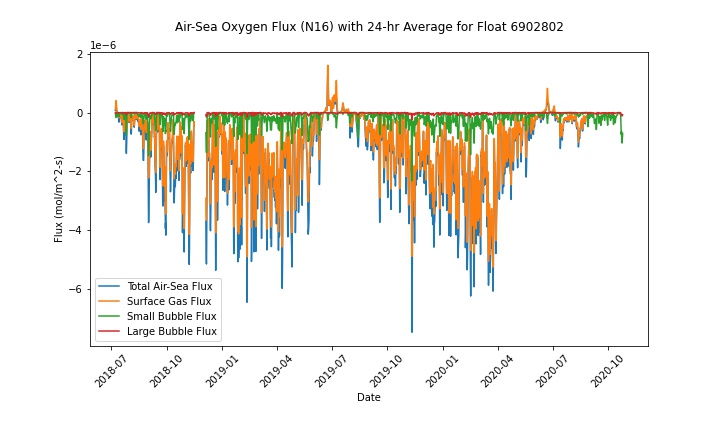 Air-Sea Oxygen Flux (N16) with 24-hr Average for Float 6902802
1e−6
2
0
−2
−4
−6
Flux (mol/m^2-s)
Total Air-Sea Flux
Surface Gas Flux
Small Bubble Flux
Large Bubble Flux
2018-07
2018-10
2019-01
2019-04
2019-07
2019-10
2020-01
2020-04
2020-07
2020-10
Date